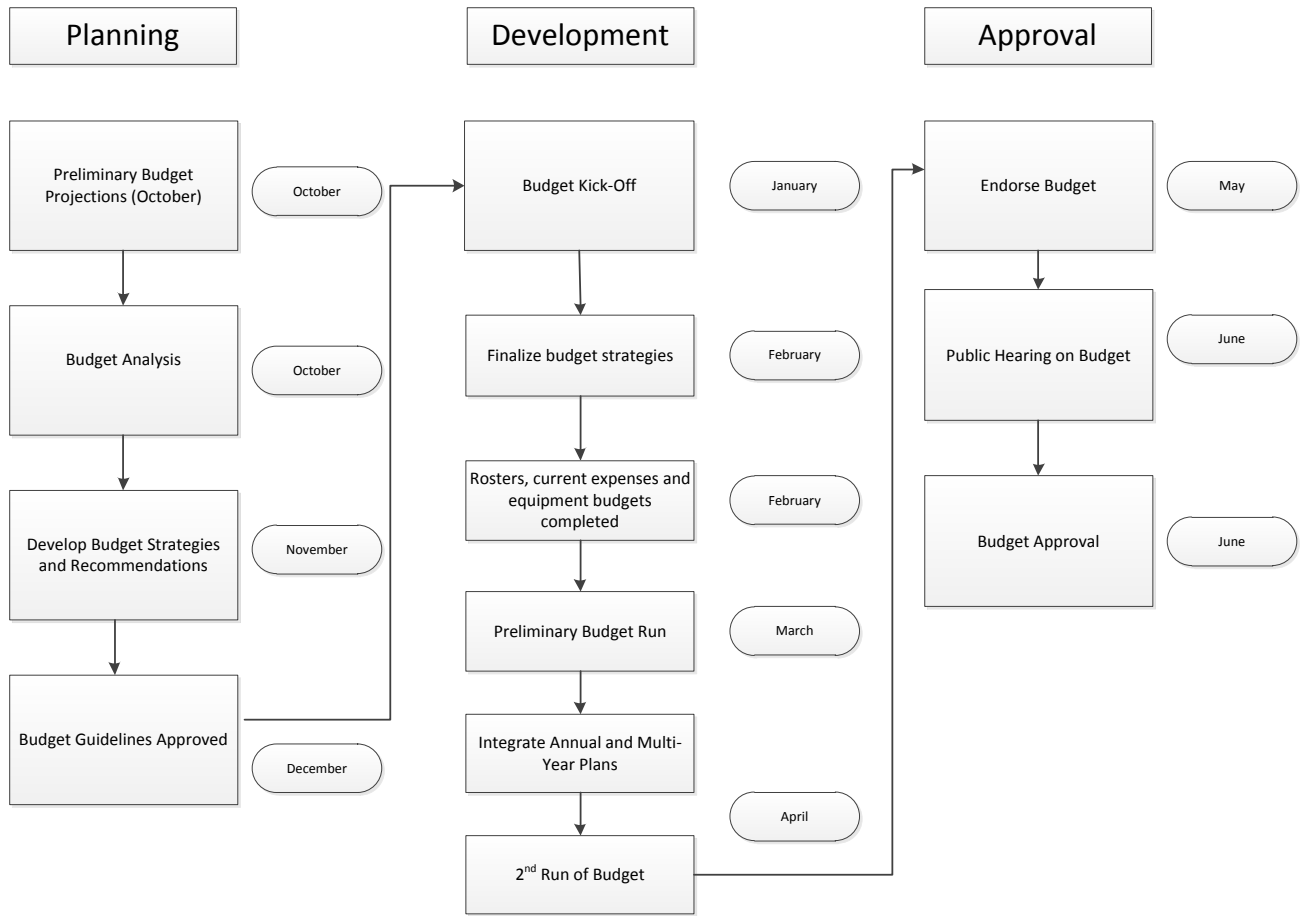 Planning
Development
Approval
Preliminary Budget
Projections (October)
October
Budget Analysis
October
Develop Budget Strategies
and Recommendations
November
Budget Guidelines Approved
December
Budget Kick-Off
January
Finalize budget strategies
February
Rosters, current expenses and
equipment budgets
completed
February
Preliminary Budget Run
March
Integrate Annual and Multi-
Year Plans
April
2nd Run of Budget
Endorse Budget
May
Public Hearing on Budget
June
Budget Approval
June